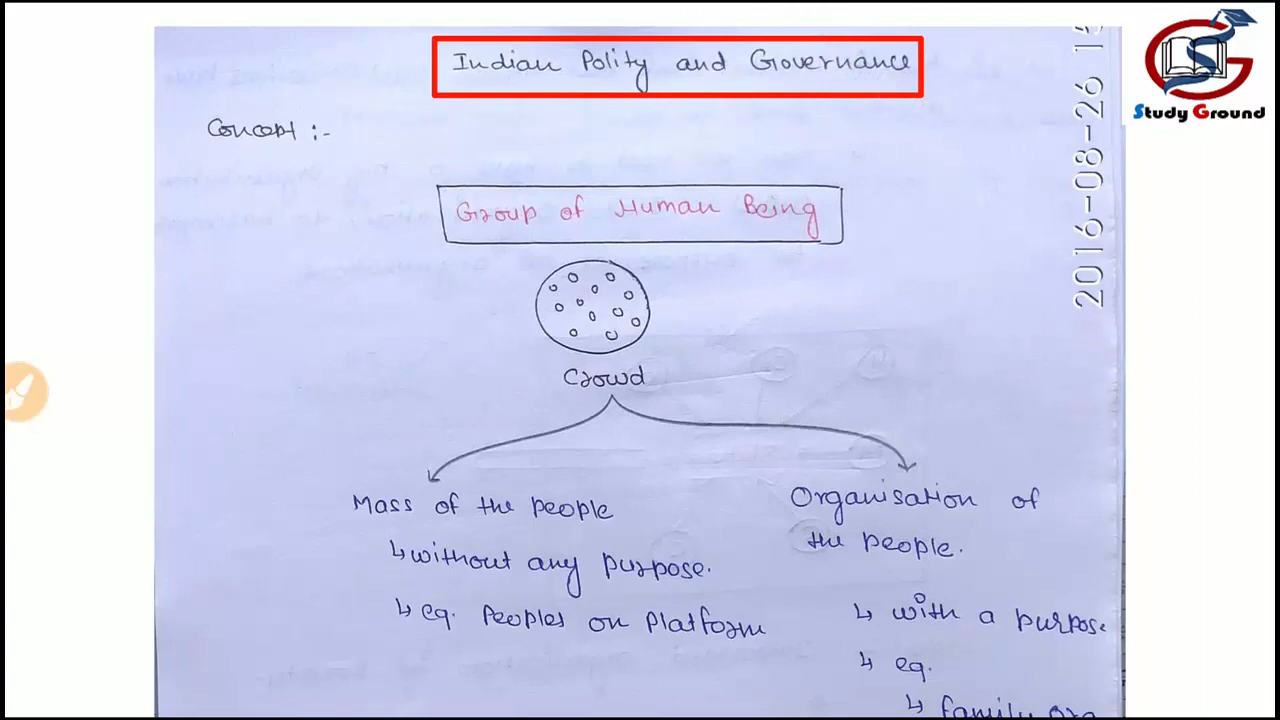 Indian Polity and Governance
Study Ground
Concept :-
2016-08-26
Group of Human Being
Crowd
Mass of the people
↳ without any purpose.
↳ eg. Peoples on Platform
Organisation of
the people.
↳ with a purpose
↳ eg.
↳ family